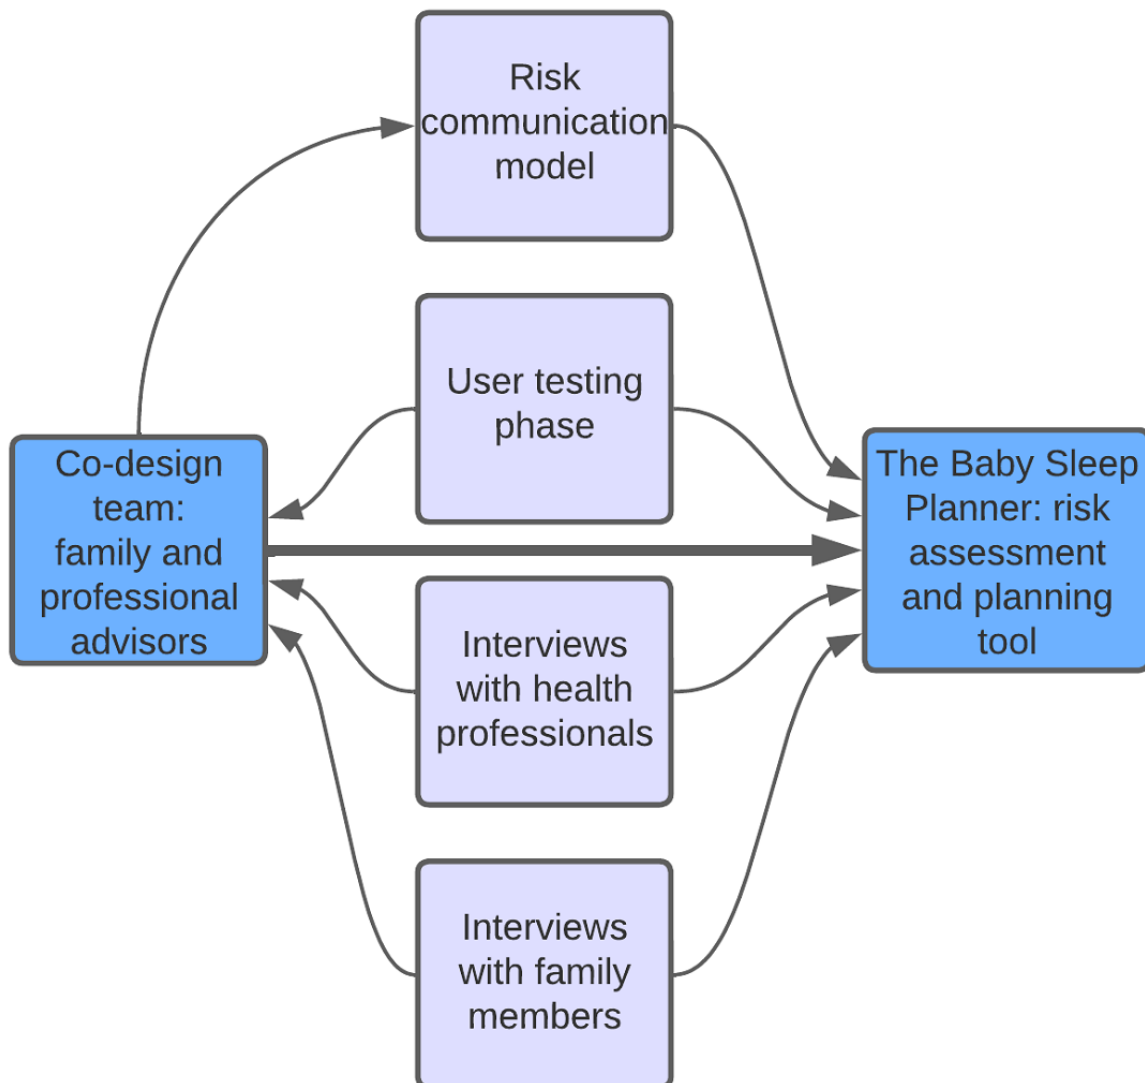 Risk
communication
model
User testing
phase
Co-design
team:
family and
professional
advisors
The Baby Sleep
Planner: risk
assessment
and planning
tool
Interviews
with health
professionals
Interviews
with family
members